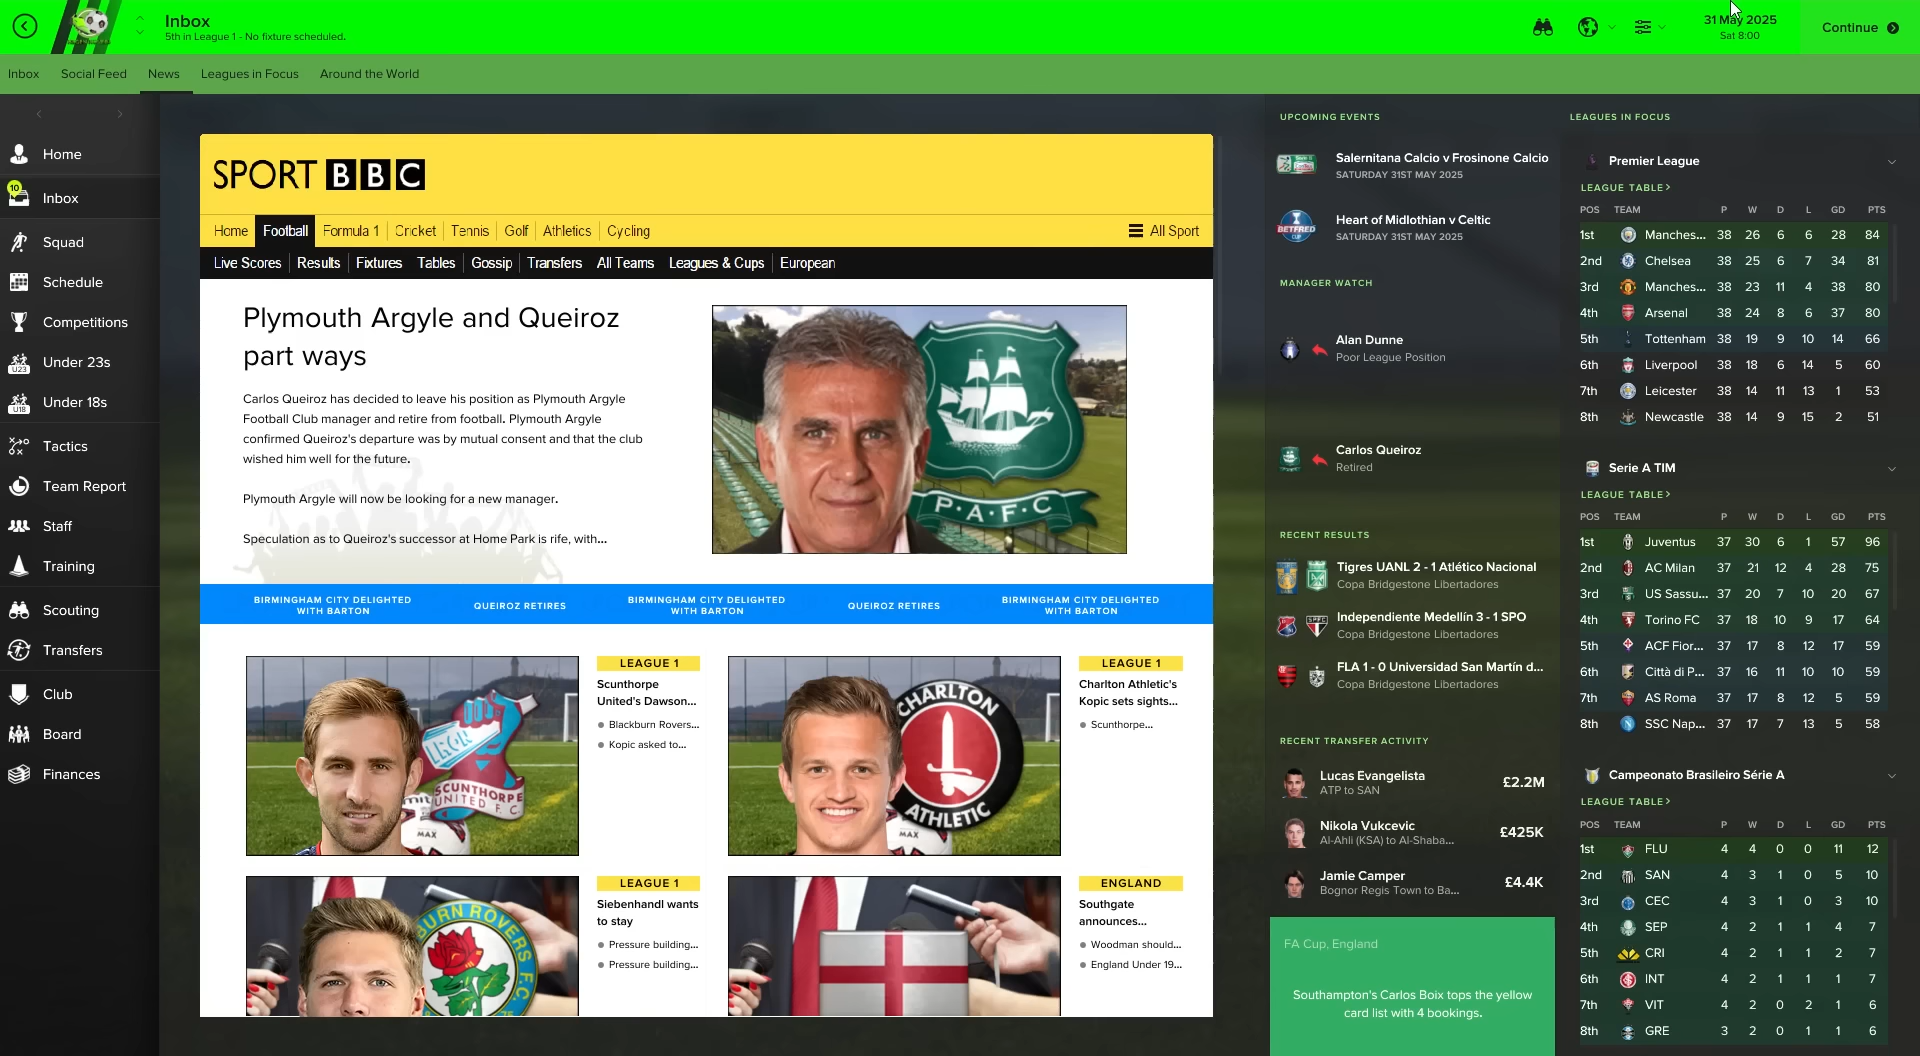 Inbox
5th in League 1 - No fixture scheduled.
31 May 2025
Sat 8:00
Continue
Inbox
Social Feed
News
Leagues in Focus
Around the World
Home
10
Inbox
Squad
Schedule
Competitions
U23
Under 23s
U18
Under 18s
Tactics
Team Report
Staff
Training
Scouting
Transfers
Club
Board
Finances
SPORT BBC
Home
Football
Formula 1
Cricket
Tennis
Golf
Athletics
Cycling
All Sport
Live Scores
Results
Fixtures
Tables
Gossip
Transfers
All Teams
Leagues & Cups
European
Plymouth Argyle and Queiroz
part ways
Carlos Queiroz has decided to leave his position as Plymouth Argyle
Football Club manager and retire from football. Plymouth Argyle
confirmed Queiroz's departure was by mutual consent and that the club
wished him well for the future.
Plymouth Argyle will now be looking for a new manager.
Speculation as to Queiroz's successor at Home Park is rife, with...
P·A·F·C
BIRMINGHAM CITY DELIGHTED
WITH BARTON
QUEIROZ RETIRES
BIRMINGHAM CITY DELIGHTED
WITH BARTON
QUEIROZ RETIRES
BIRMINGHAM CITY DELIGHTED
WITH BARTON
IRON
SCUNTHORPE
UNITED F. C
MAX
LEAGUE 1
Scunthorpe
United's Dawson...
Blackburn Rovers...
Kopic asked to...
CHARLTON
ATHLETIC
MAX
LEAGUE 1
Charlton Athletic's
Kopic sets sights...
Scunthorpe...
BURN ROVERS F.C.
LEAGUE 1
Siebenhandl wants
to stay
Pressure building...
Pressure building...
ENGLAND
Southgate
announces...
Woodman should...
England Under 19...
UPCOMING EVENTS
Salernitana Calcio v Frosinone Calcio
SATURDAY 31ST MAY 2025
BETFRED
CUP
Heart of Midlothian v Celtic
SATURDAY 31ST MAY 2025
MANAGER WATCH
Alan Dunne
Poor League Position
Carlos Queiroz
Retired
RECENT RESULTS
Tigres UANL 2 - 1 Atlético Nacional
Copa Bridgestone Libertadores
Independiente Medellín 3 - 1 SPO
Copa Bridgestone Libertadores
FLA 1 - 0 Universidad San Martín d...
Copa Bridgestone Libertadores
RECENT TRANSFER ACTIVITY
Lucas Evangelista
ATP to SAN
£2.2M
Nikola Vukcevic
Al-Ahli (KSA) to Al-Shaba...
£425K
Jamie Camper
Bognor Regis Town to Ba...
£4.4K
FA Cup, England
Southampton's Carlos Boix tops the yellow
card list with 4 bookings.
LEAGUES IN FOCUS
Premier League
LEAGUE TABLE >
POS TEAM P W D L GD PTS
1st Manches... 38 26 6 6 28 84
2nd Chelsea 38 25 6 7 34 81
3rd Manches... 38 23 11 4 38 80
4th Arsenal 38 24 8 6 37 80
5th Tottenham 38 19 9 10 14 66
6th Liverpool 38 18 6 14 5 60
7th Leicester 38 14 11 13 1 53
8th Newcastle 38 14 9 15 2 51
Serie A TIM
LEAGUE TABLE >
POS TEAM P W D L GD PTS
1st Juventus 37 30 6 1 57 96
2nd AC Milan 37 21 12 4 28 75
3rd US Sassu... 37 20 7 10 20 67
4th Torino FC 37 18 10 9 17 64
5th ACF Fior... 37 17 8 12 17 59
6th Città di P... 37 16 11 10 10 59
7th AS Roma 37 17 8 12 5 59
8th SSC Nap... 37 17 7 13 5 58
Campeonato Brasileiro Série A
LEAGUE TABLE >
POS TEAM P W D L GD PTS
1st FLU 4 4 0 0 11 12
2nd SAN 4 3 1 0 5 10
3rd CEC 4 3 1 0 3 10
4th SEP 4 2 1 1 4 7
5th CRI 4 2 1 1 2 7
6th INT 4 2 1 1 1 7
7th VIT 4 2 0 2 1 6
8th GRE 3 2 0 1 1 6